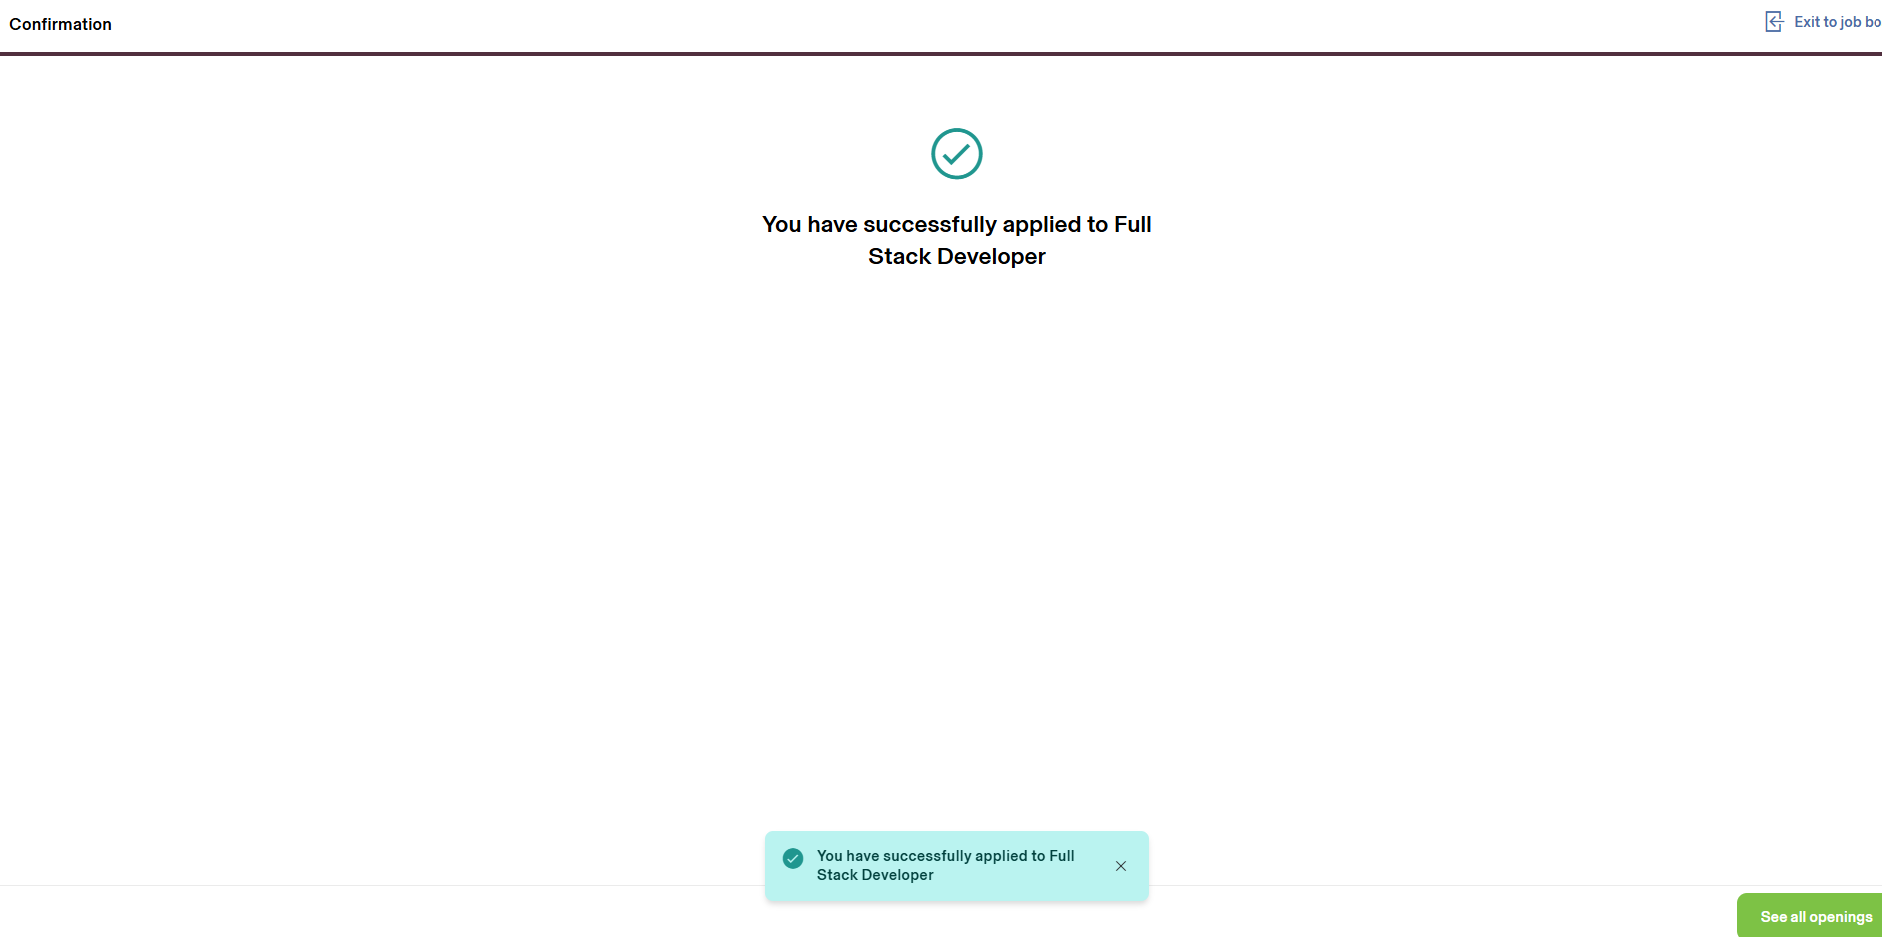 Confirmation
Exit to job bo
You have successfully applied to Full
Stack Developer
You have successfully applied to Full
Stack Developer
See all openings